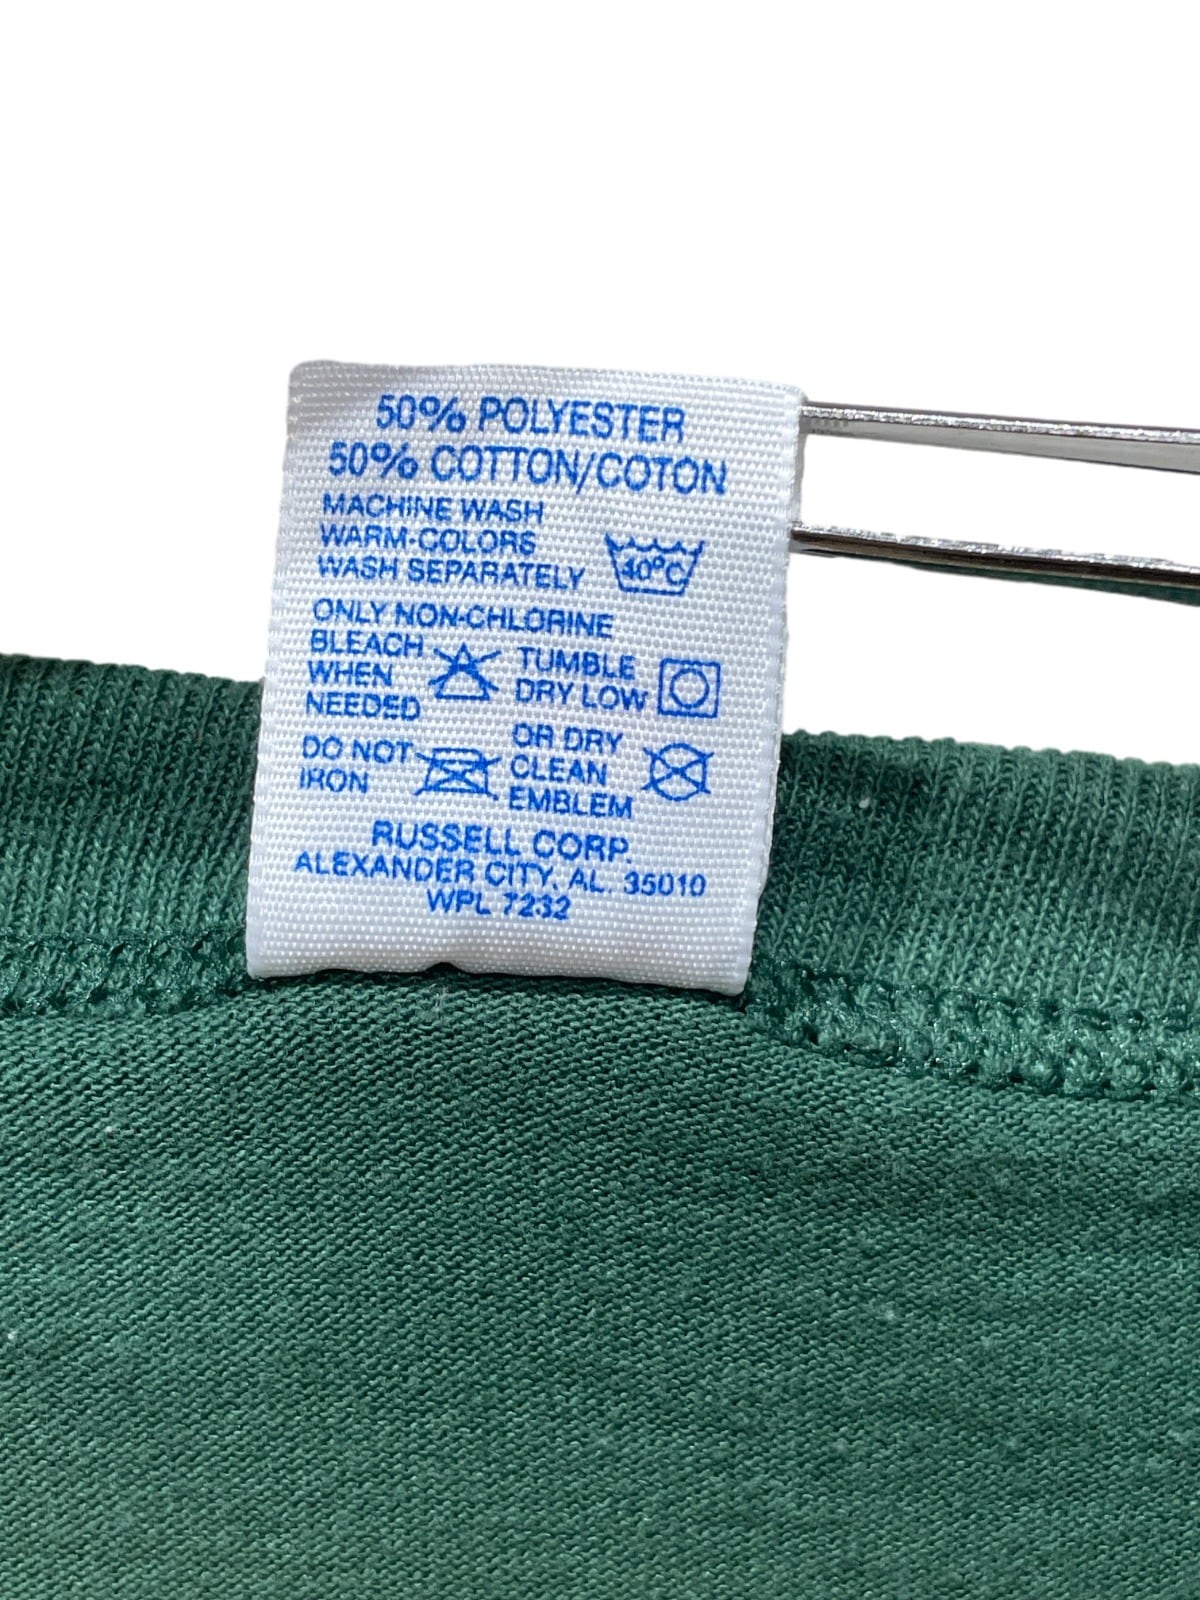 50% POLYESTER
50% COTTON/COTON
MACHINE WASH
WARM-COLORS
WASH SEPARATELY
40°C
ONLY NON-CHLORINE
BLEACH
WHEN
NEEDED
TUMBLE
DRY LOW
DO NOT
IRON
OR DRY
CLEAN
EMBLEM
RUSSELL CORP.
ALEXANDER CITY, AL. 35010
WPL 7232